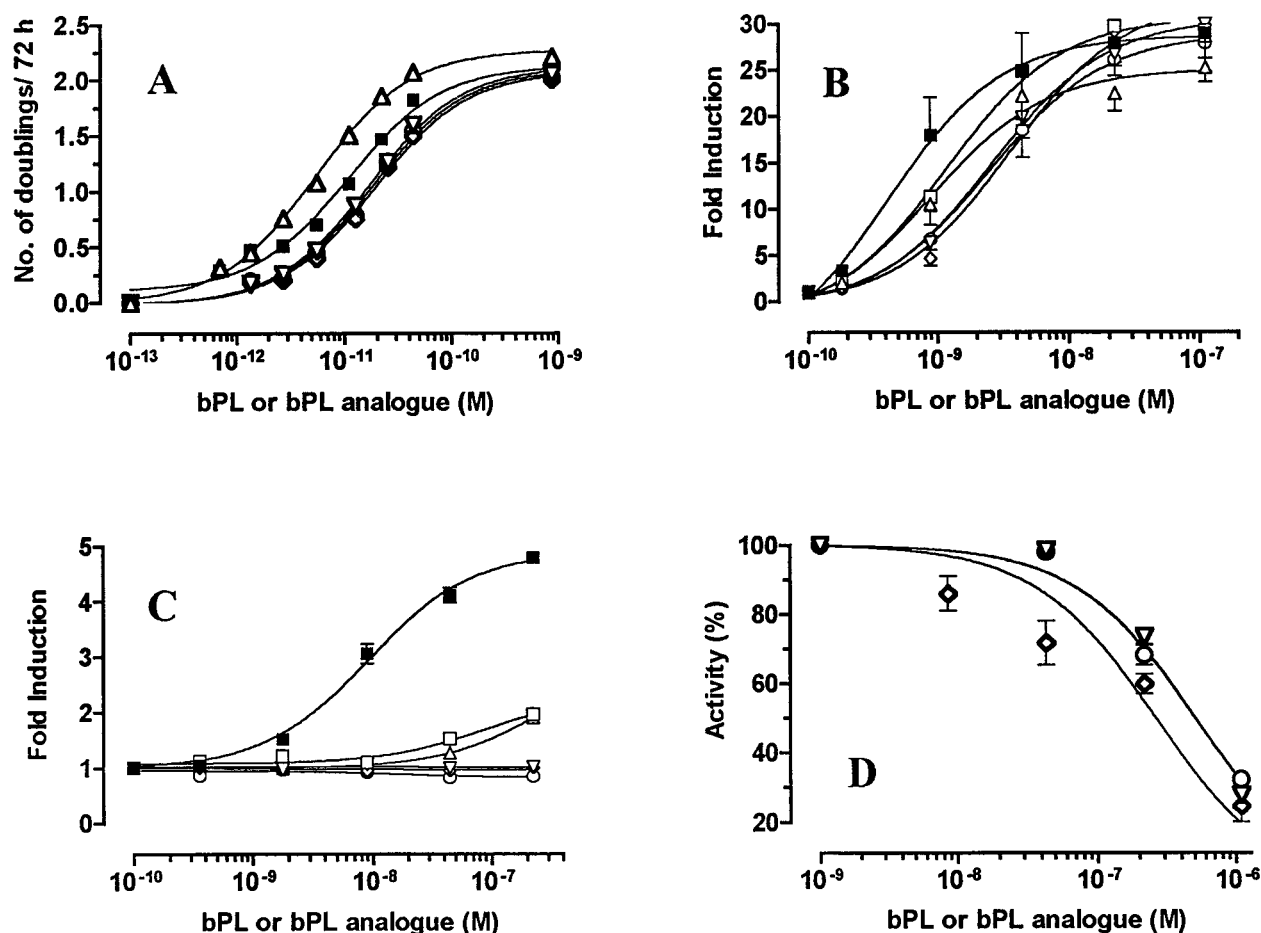 A
No. of doublings/ 72 h
2.5
2.0
1.5
1.0
0.5
0.0
10-13 10-12 10-11 10-10 10-9
bPL or bPL analogue (M)
B
Fold Induction
30
25
20
15
10
5
0
10-10 10-9 10-8 10-7
bPL or bPL analogue (M)
C
Fold Induction
5
4
3
2
1
0
10-10 10-9 10-8 10-7
bPL or bPL analogue (M)
D
Activity (%)
100
80
60
40
20
10-9 10-8 10-7 10-6
bPL or bPL analogue (M)